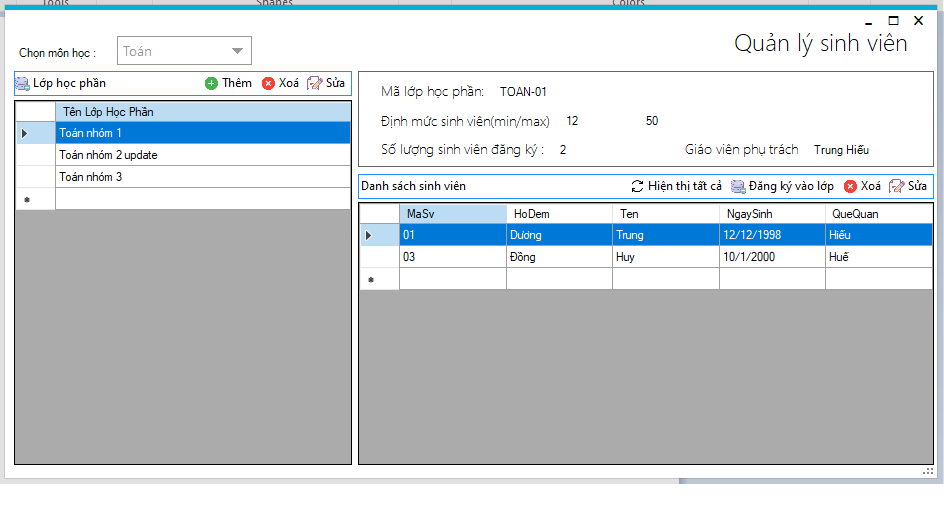 Tools Shapes Colors
Quản lý sinh viên
Chọn môn học : Toán
Lớp học phần Thêm Xoá Sửa
Tên Lớp Học Phần
Toán nhóm 1
Toán nhóm 2 update
Toán nhóm 3
Mã lớp học phần: TOAN-01
Định mức sinh viên(min/max) 12 50
Số lượng sinh viên đăng ký : 2 Giáo viên phụ trách Trung Hiếu
Danh sách sinh viên Hiện thị tất cả Đăng ký vào lớp Xoá Sửa
MaSv HoDem Ten NgaySinh QueQuan
01 Dương Trung 12/12/1998 Hiếu
03 Đồng Huy 10/1/2000 Huế